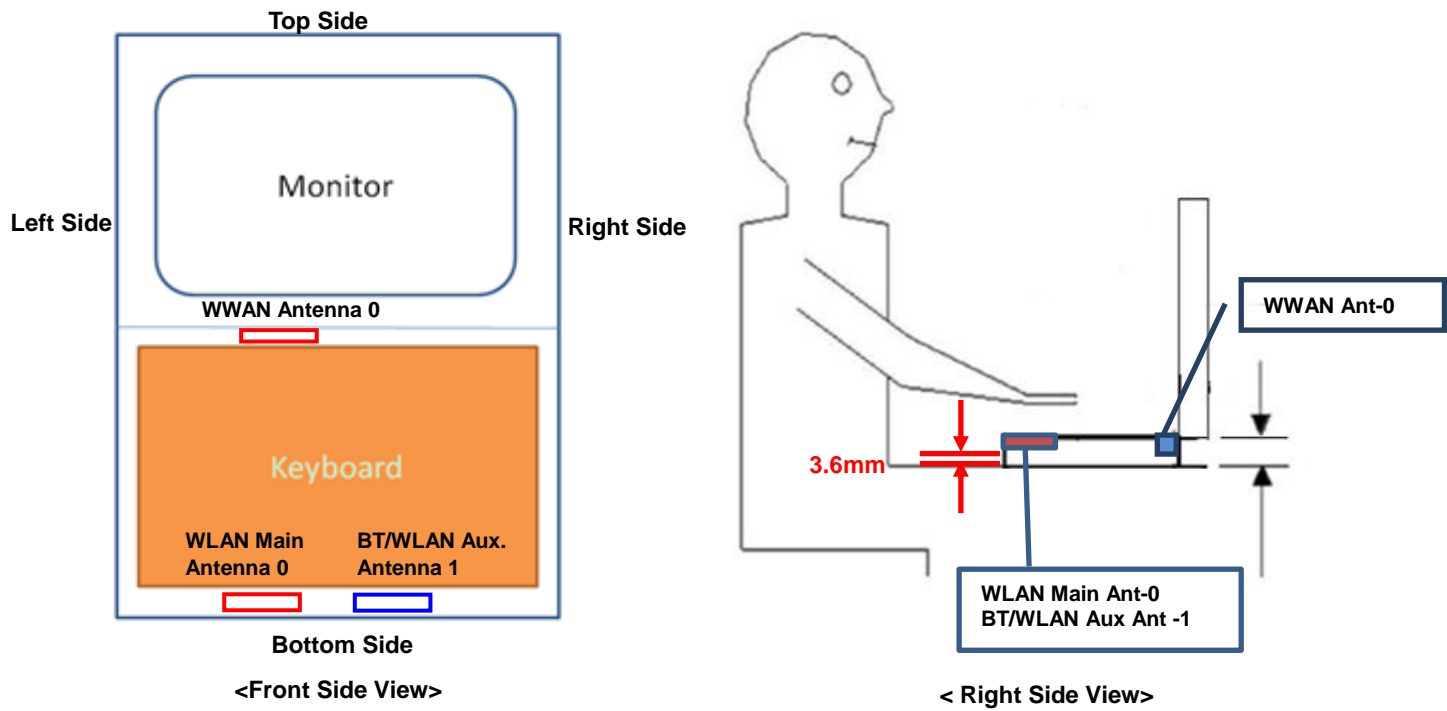 Top Side
Monitor
Left Side
Right Side
WWAN Antenna 0
Keyboard
WLAN Main
Antenna 0
BT/WLAN Aux.
Antenna 1
Bottom Side
<Front Side View>
WWAN Ant-0
3.6mm
WLAN Main Ant-0
BT/WLAN Aux Ant -1
< Right Side View>